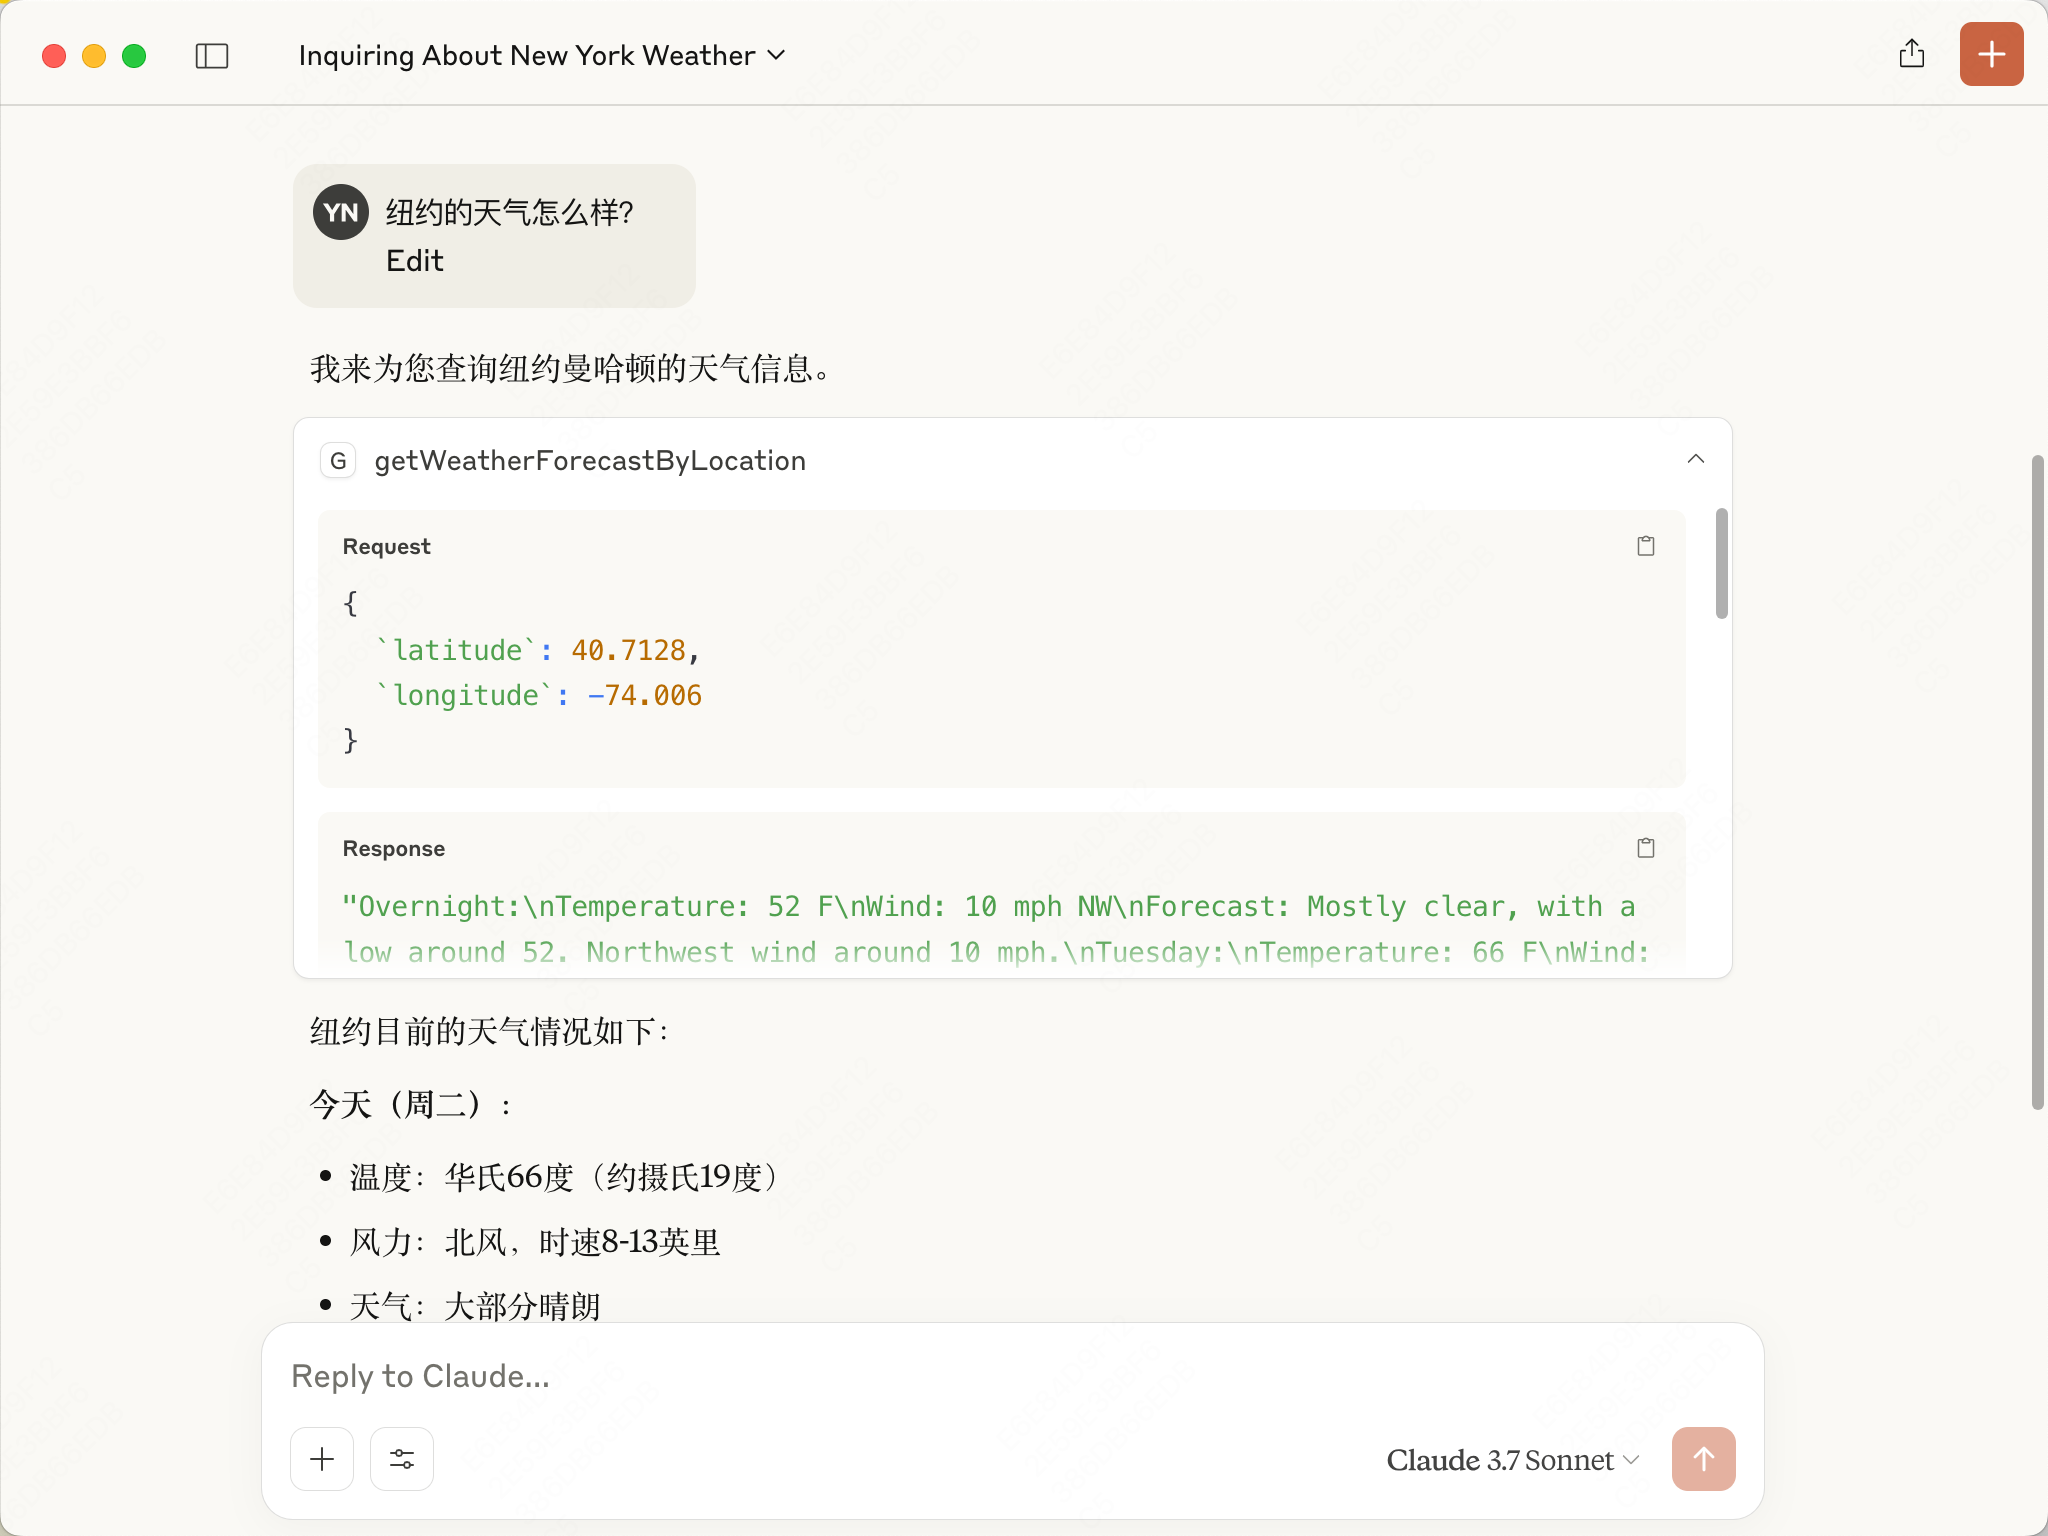 Inquiring About New York Weather
YN
纽约的天气怎么样?
Edit
我来为您查询纽约曼哈顿的天气信息。
G getWeatherForecastByLocation
Request
{
`latitude`: 40.7128,
`longitude`: -74.006
}
Response
"Overnight:\nTemperature: 52 F\nWind: 10 mph NW\nForecast: Mostly clear, with a
low around 52. Northwest wind around 10 mph.\nTuesday:\nTemperature: 66 F\nWind:
纽约目前的天气情况如下：
今天（周二）：
• 温度：华氏66度（约摄氏19度）
• 风力：北风，时速8-13英里
• 天气：大部分晴朗
Reply to Claude...
Claude 3.7 Sonnet